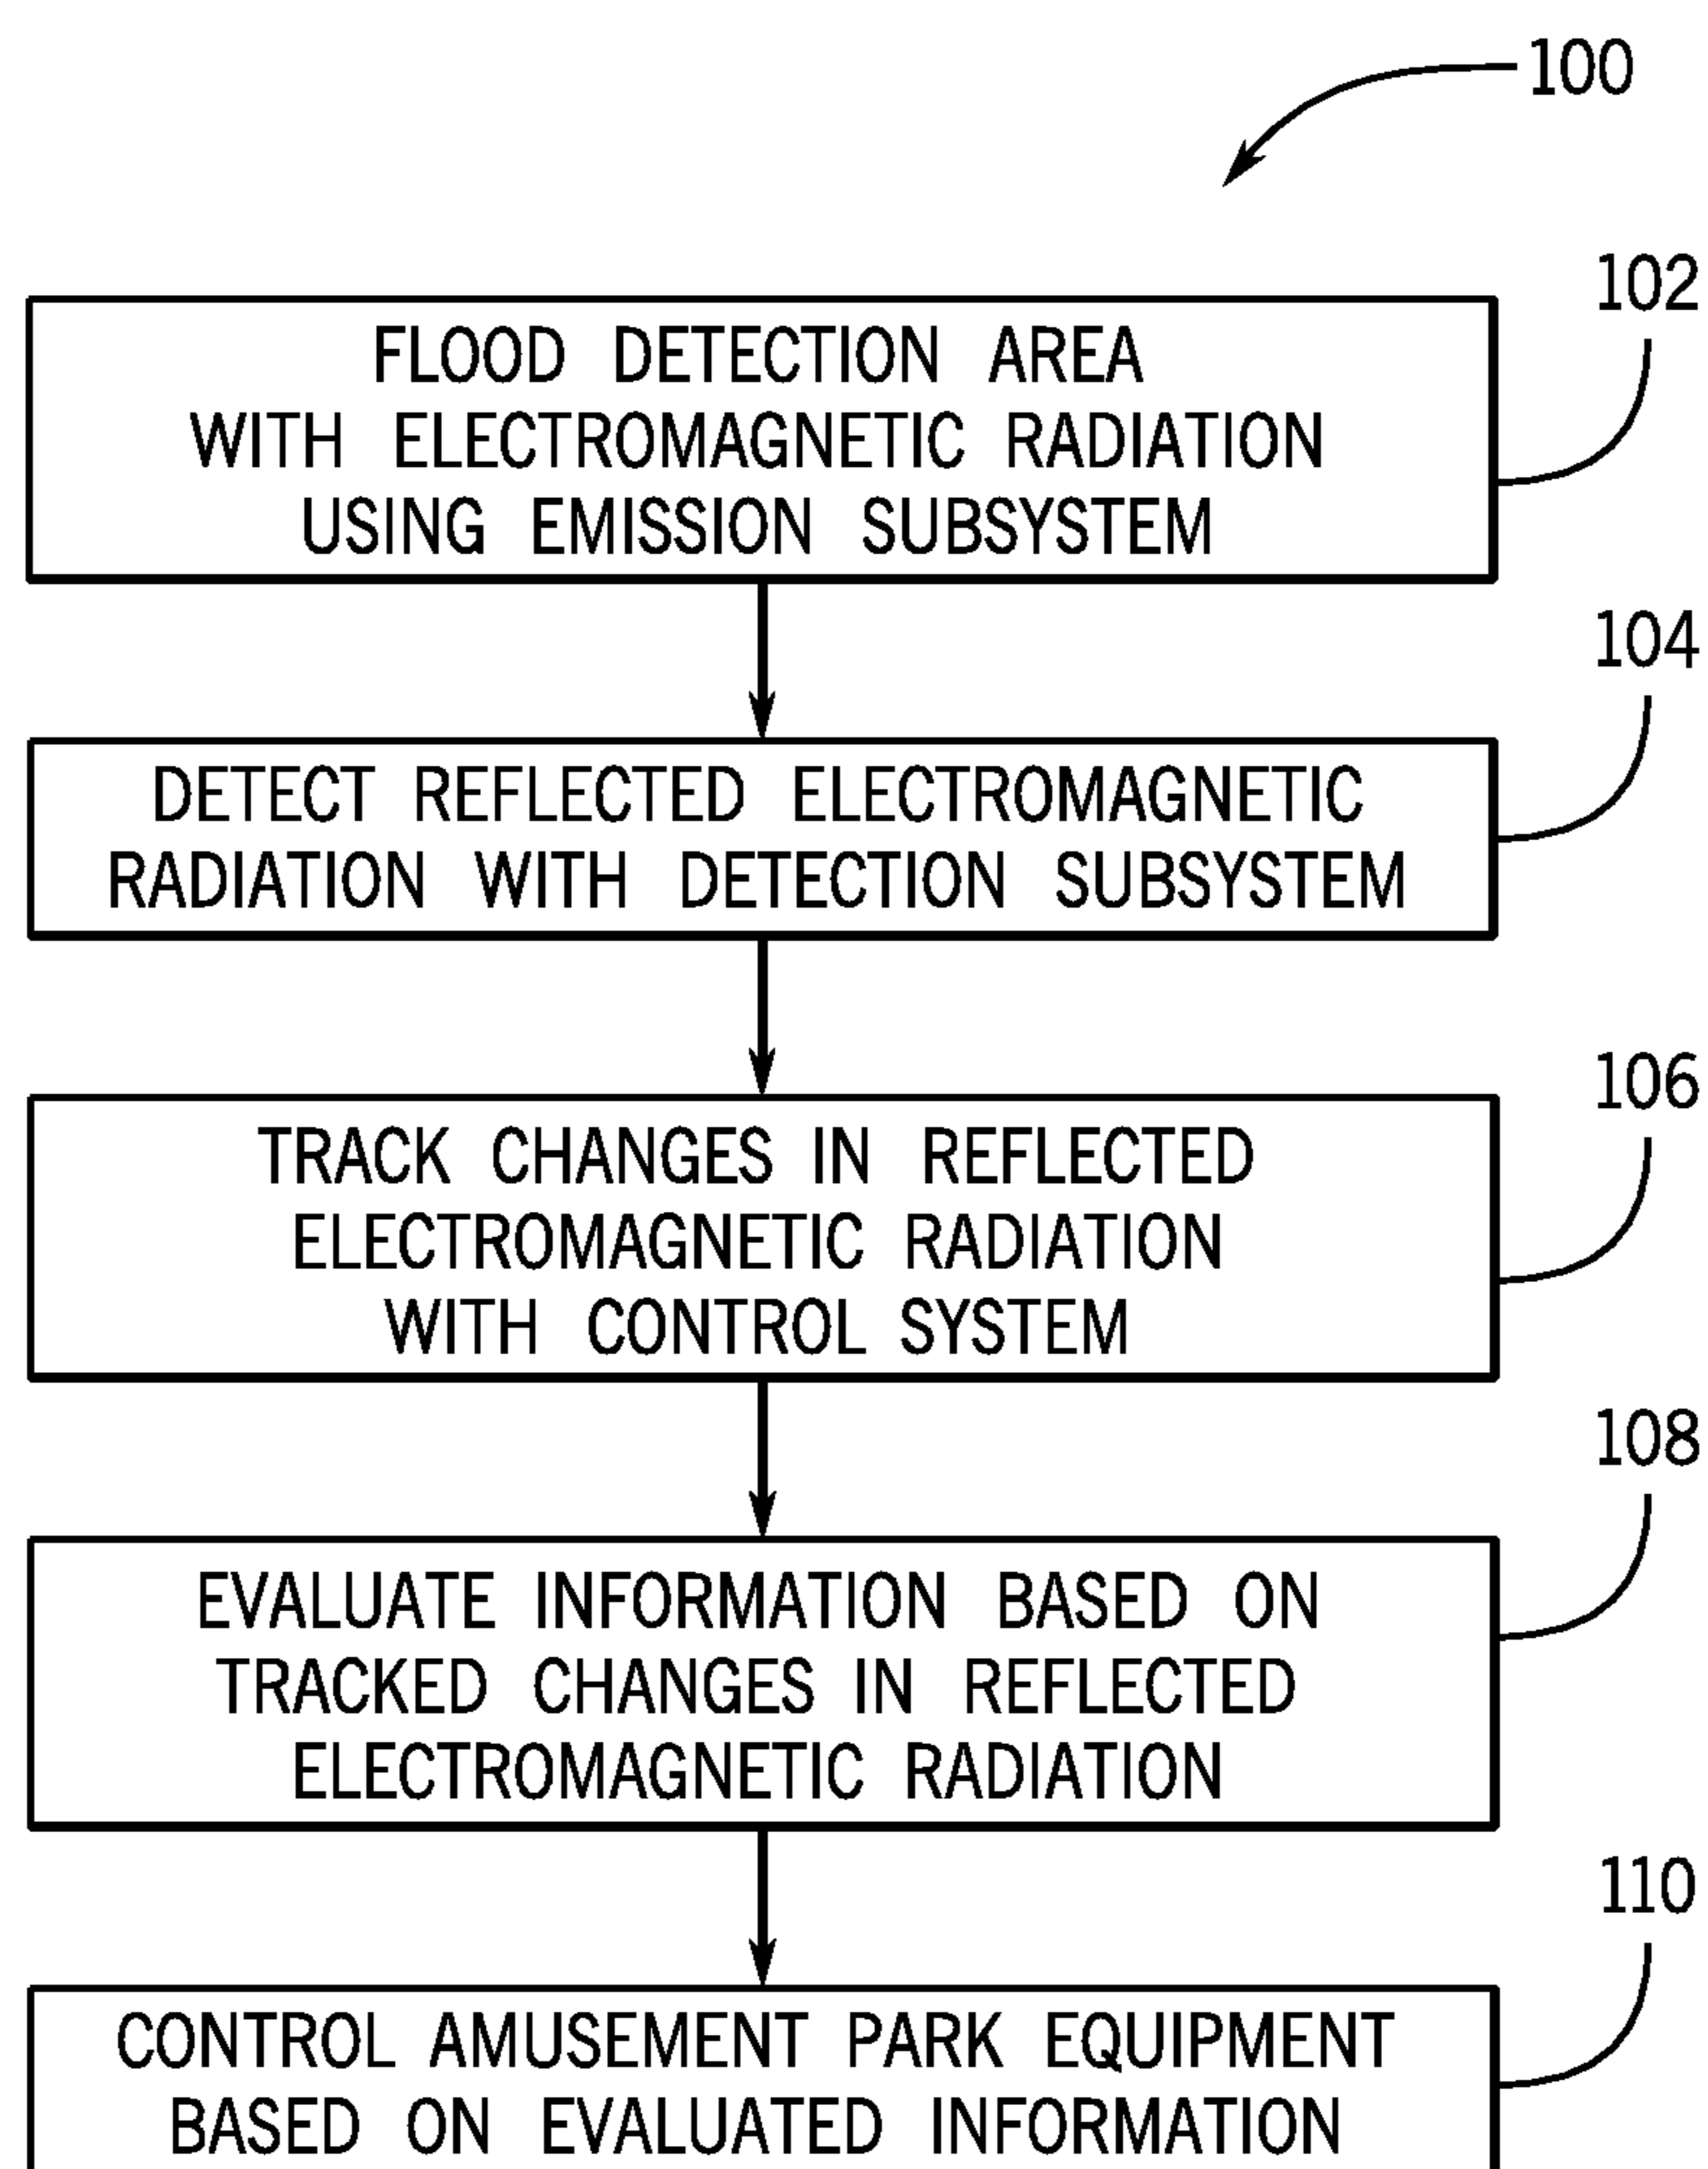 100
102
FLOOD DETECTION AREA
WITH ELECTROMAGNETIC RADIATION
USING EMISSION SUBSYSTEM
104
DETECT REFLECTED ELECTROMAGNETIC
RADIATION WITH DETECTION SUBSYSTEM
106
TRACK CHANGES IN REFLECTED
ELECTROMAGNETIC RADIATION
WITH CONTROL SYSTEM
108
EVALUATE INFORMATION BASED ON
TRACKED CHANGES IN REFLECTED
ELECTROMAGNETIC RADIATION
110
CONTROL AMUSEMENT PARK EQUIPMENT
BASED ON EVALUATED INFORMATION